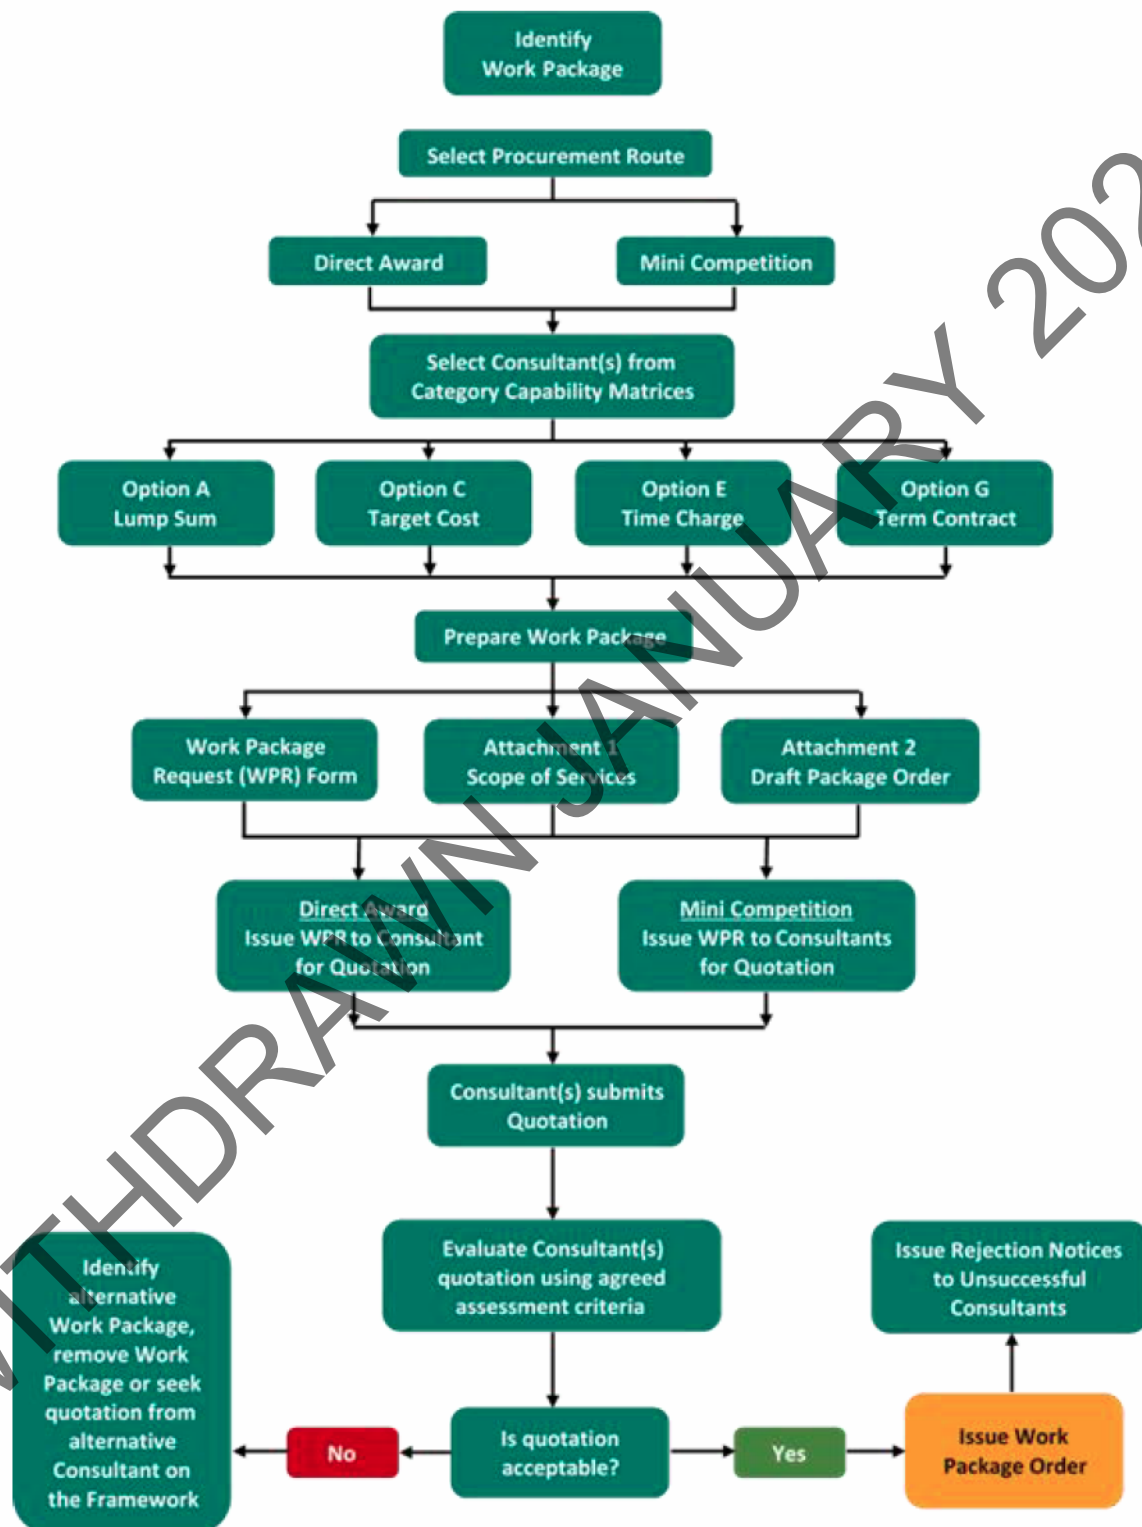 Identify
Work Package
Select Procurement Route
Direct Award
Mini Competition
Select Consultant(s) from
Category Capability Matrices
Option A
Lump Sum
Option C
Target Cost
Option E
Time Charge
Option G
Term Contract
Prepare Work Package
Work Package
Request (WPR) Form
Attachment 1
Scope of Services
Attachment 2
Draft Package Order
Direct Award
Issue WPR to Consultant
for Quotation
Mini Competition
Issue WPR to Consultants
for Quotation
Consultant(s) submits
Quotation
Evaluate Consultant(s)
quotation using agreed
assessment criteria
Issue Rejection Notices
to Unsuccessful
Consultants
Identify
alternative
Work Package,
remove Work
Package or seek
quotation from
alternative
Consultant on
the Framework
No
Is quotation
acceptable?
Yes
Issue Work
Package Order
JANUARY